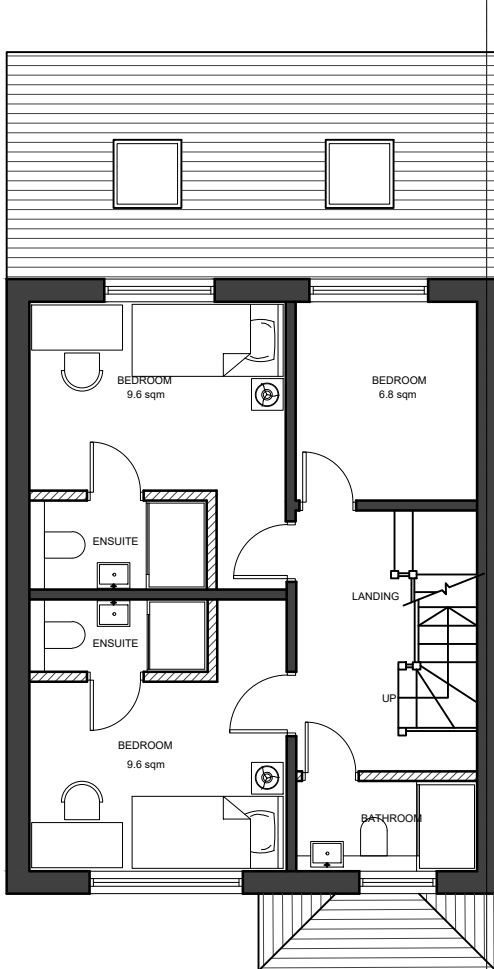 BEDROOM
9.6 sqm
BEDROOM
6.8 sqm
ENSUITE
LANDING
ENSUITE
UP
BEDROOM
9.6 sqm
BATHROOM